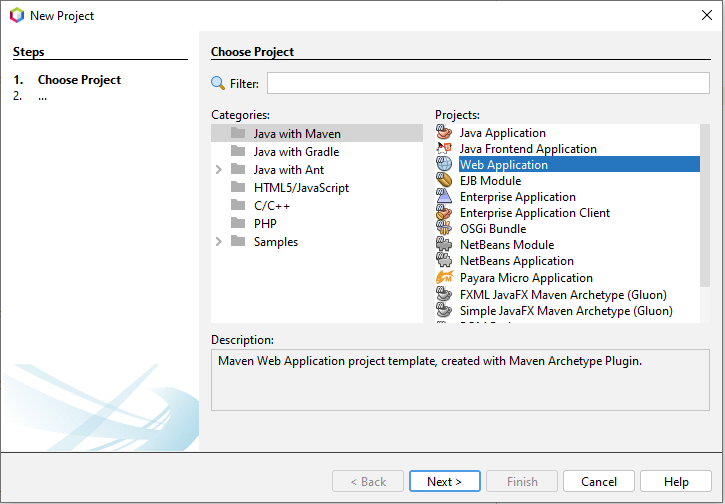 New Project
Steps
1. Choose Project
2. ...
Choose Project
Filter:
Categories:
Java with Maven
Java with Gradle
Java with Ant
HTML5/JavaScript
C/C++
PHP
Samples
Projects:
Java Application
Java Frontend Application
Web Application
EJB Module
Enterprise Application
Enterprise Application Client
OSGi Bundle
NetBeans Module
NetBeans Application
Payara Micro Application
FXML JavaFX Maven Archetype (Gluon)
Simple JavaFX Maven Archetype (Gluon)
Description:
Maven Web Application project template, created with Maven Archetype Plugin.
< Back
Next >
Finish
Cancel
Help